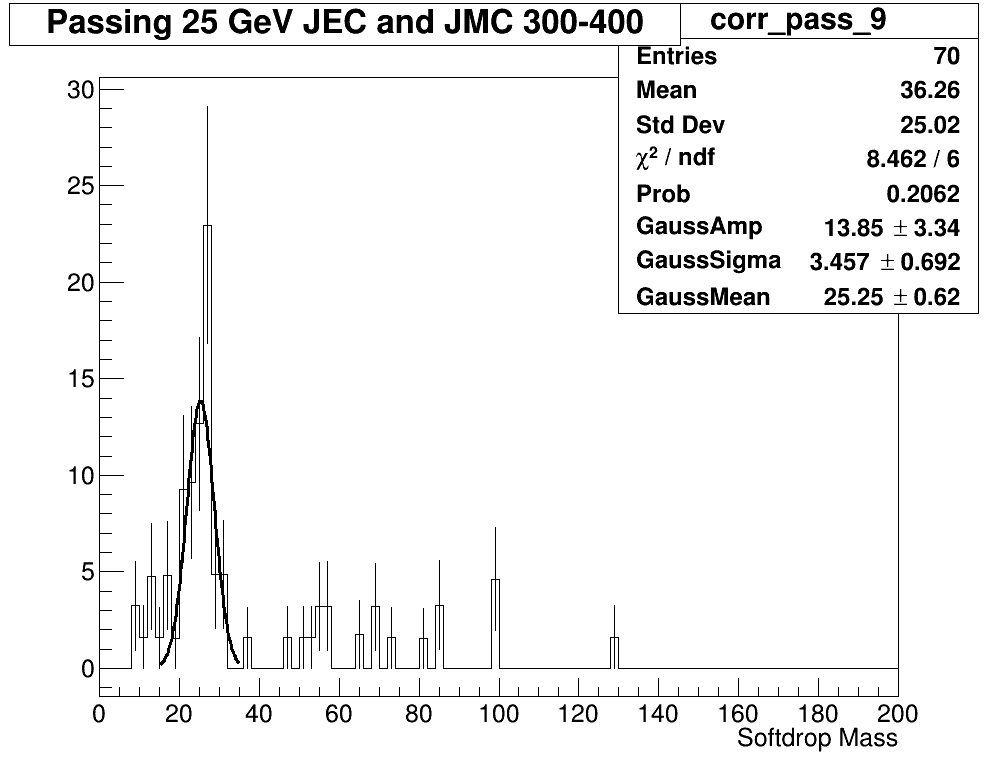 Passing 25 GeV JEC and JMC 300-400
corr_pass_9
Entries 70
Mean 36.26
Std Dev 25.02
χ² / ndf 8.462 / 6
Prob 0.2062
GaussAmp 13.85 ± 3.34
GaussSigma 3.457 ± 0.692
GaussMean 25.25 ± 0.62
30
25
20
15
10
5
0
0 20 40 60 80 100 120 140 160 180 200
Softdrop Mass